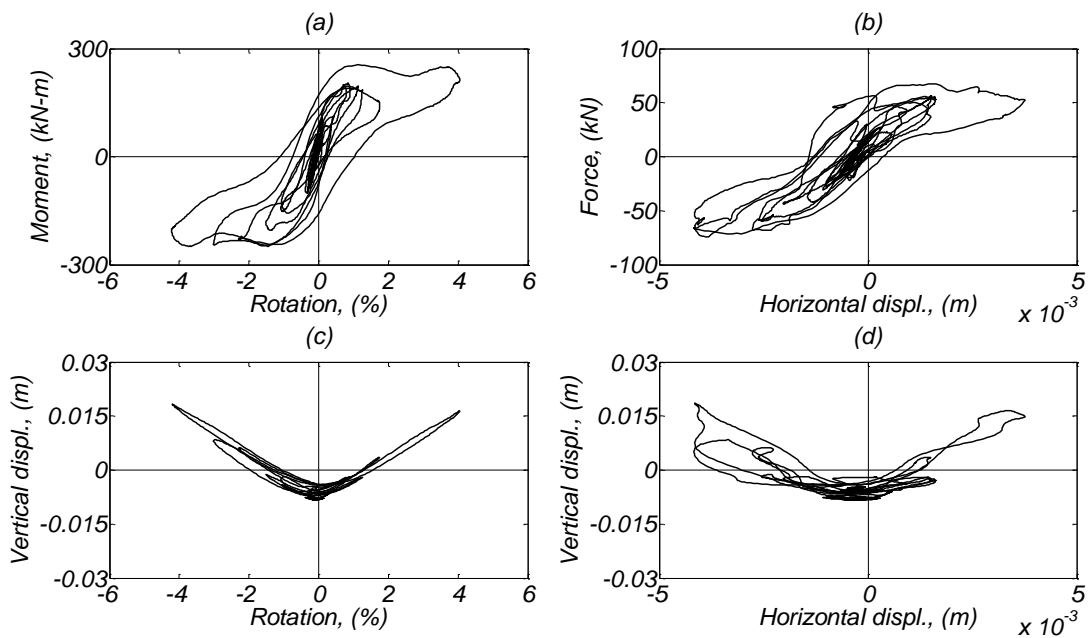 (a)
300
0
-300
Moment, (kN-m)
-6 -4 -2 0 2 4 6
Rotation, (%)
(b)
100
50
0
-50
-100
Force, (kN)
-5 0 5
Horizontal displ., (m)
x 10^-3
(c)
0.03
0.015
0
-0.015
-0.03
Vertical displ., (m)
-6 -4 -2 0 2 4 6
Rotation, (%)
(d)
0.03
0.015
0
-0.015
-0.03
Vertical displ., (m)
-5 0 5
Horizontal displ., (m)
x 10^-3